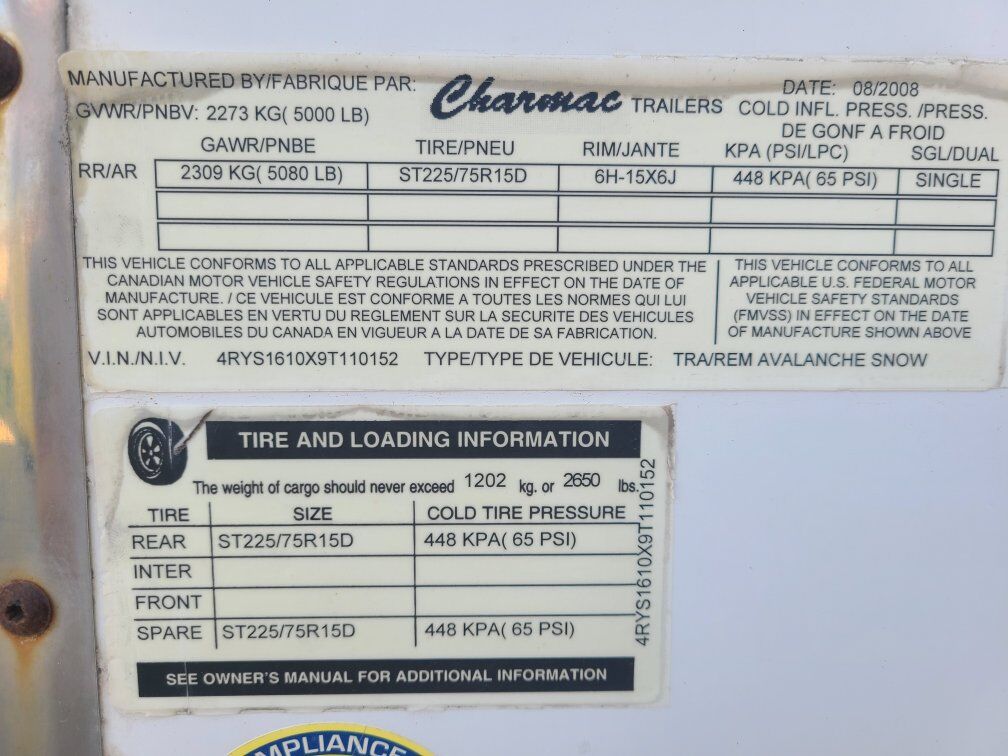 MANUFACTURED BY/FABRIQUE PAR: Charmac TRAILERS DATE: 08/2008
GVWR/PNBV: 2273 KG( 5000 LB) COLD INFL. PRESS. /PRESS.
DE GONF A FROID
GAWR/PNBE TIRE/PNEU RIM/JANTE KPA (PSI/LPC) SGL/DUAL
RR/AR 2309 KG( 5080 LB) ST225/75R15D 6H-15X6J 448 KPA( 65 PSI) SINGLE
THIS VEHICLE CONFORMS TO ALL APPLICABLE STANDARDS PRESCRIBED UNDER THE
CANADIAN MOTOR VEHICLE SAFETY REGULATIONS IN EFFECT ON THE DATE OF
MANUFACTURE. / CE VEHICULE EST CONFORME A TOUTES LES NORMES QUI LUI
SONT APPLICABLES EN VERTU DU REGLEMENT SUR LA SECURITE DES VEHICULES
AUTOMOBILES DU CANADA EN VIGUEUR A LA DATE DE SA FABRICATION.
THIS VEHICLE CONFORMS TO ALL
APPLICABLE U.S. FEDERAL MOTOR
VEHICLE SAFETY STANDARDS
(FMVSS) IN EFFECT ON THE DATE
OF MANUFACTURE SHOWN ABOVE
V.I.N./N.I.V. 4RYS1610X9T110152 TYPE/TYPE DE VEHICULE: TRA/REM AVALANCHE SNOW
TIRE AND LOADING INFORMATION
The weight of cargo should never exceed 1202 kg. or 2650 lbs.
TIRE SIZE COLD TIRE PRESSURE
REAR ST225/75R15D 448 KPA( 65 PSI)
INTER
FRONT
SPARE ST225/75R15D 448 KPA( 65 PSI)
4RYS1610X9T110152
SEE OWNER'S MANUAL FOR ADDITIONAL INFORMATION